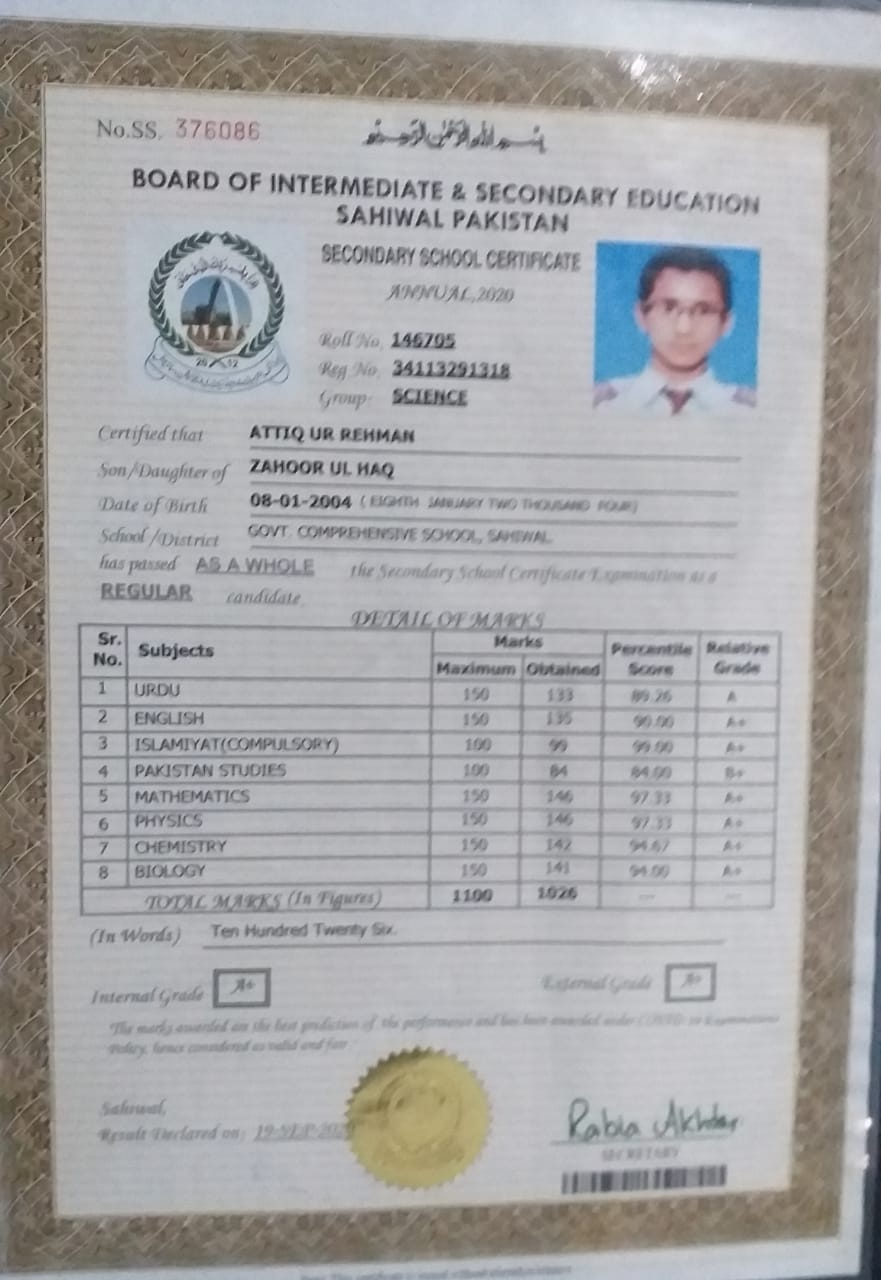 No.SS. 376086
BOARD OF INTERMEDIATE & SECONDARY EDUCATION
SAHIWAL PAKISTAN
SECONDARY SCHOOL CERTIFICATE
ANNUAL,2020
Roll No. 146705
Reg.No. 34113291318
Group- SCIENCE
Certified that ATTIQ UR REHMAN
Son/Daughter of ZAHOOR UL HAQ
Date of Birth 08-01-2004 ( EIGHTH JANUARY TWO THOUSAND FOUR)
School/District GOVT. COMPREHENSIVE SCHOOL, SAHIWAL
has passed AS A WHOLE the Secondary School Certificate Examination as a
REGULAR candidate.
DETAIL OF MARKS
Sr. No. Subjects Marks Percentile Score Relative Grade
Maximum Obtained
1 URDU 150 133 A
2 ENGLISH 150 135 90.00 A+
3 ISLAMIYAT(COMPULSORY) 100 99 99.00 A+
4 PAKISTAN STUDIES 100 84 84.00 B+
5 MATHEMATICS 150 146 97.33 A+
6 PHYSICS 150 146 97.33 A+
7 CHEMISTRY 150 142 94.67 A+
8 BIOLOGY 150 141 94.00 A+
TOTAL MARKS (In Figures) 1100 1026 --- ---
(In Words) Ten Hundred Twenty Six.
Internal Grade A+ External Grade A+
The marks awarded are the best prediction of the performance and has been awarded under COVID-19 Examinations
Policy, hence considered as valid and fair
Sahiwal,
Result Declared on: 19-SEP-202
Rabia Akhtar
SECRETARY